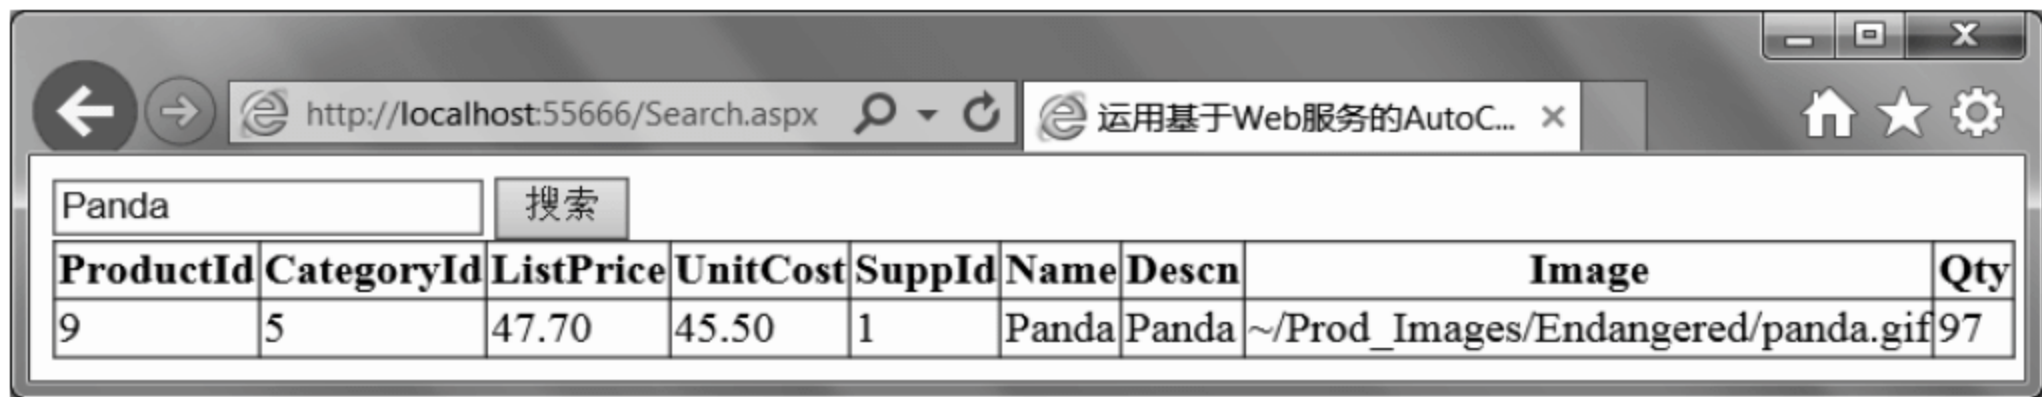 http://localhost:55666/Search.aspx 运用基于Web服务的AutoC...
Panda 搜索
ProductId CategoryId ListPrice UnitCost SuppId Name Descn Image Qty
9 5 47.70 45.50 1 Panda Panda ~/Prod_Images/Endangered/panda.gif 97